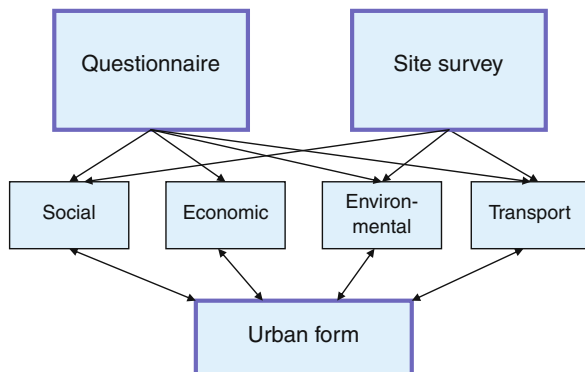 Questionnaire
Site survey
Social
Economic
Environ-
mental
Transport
Urban form